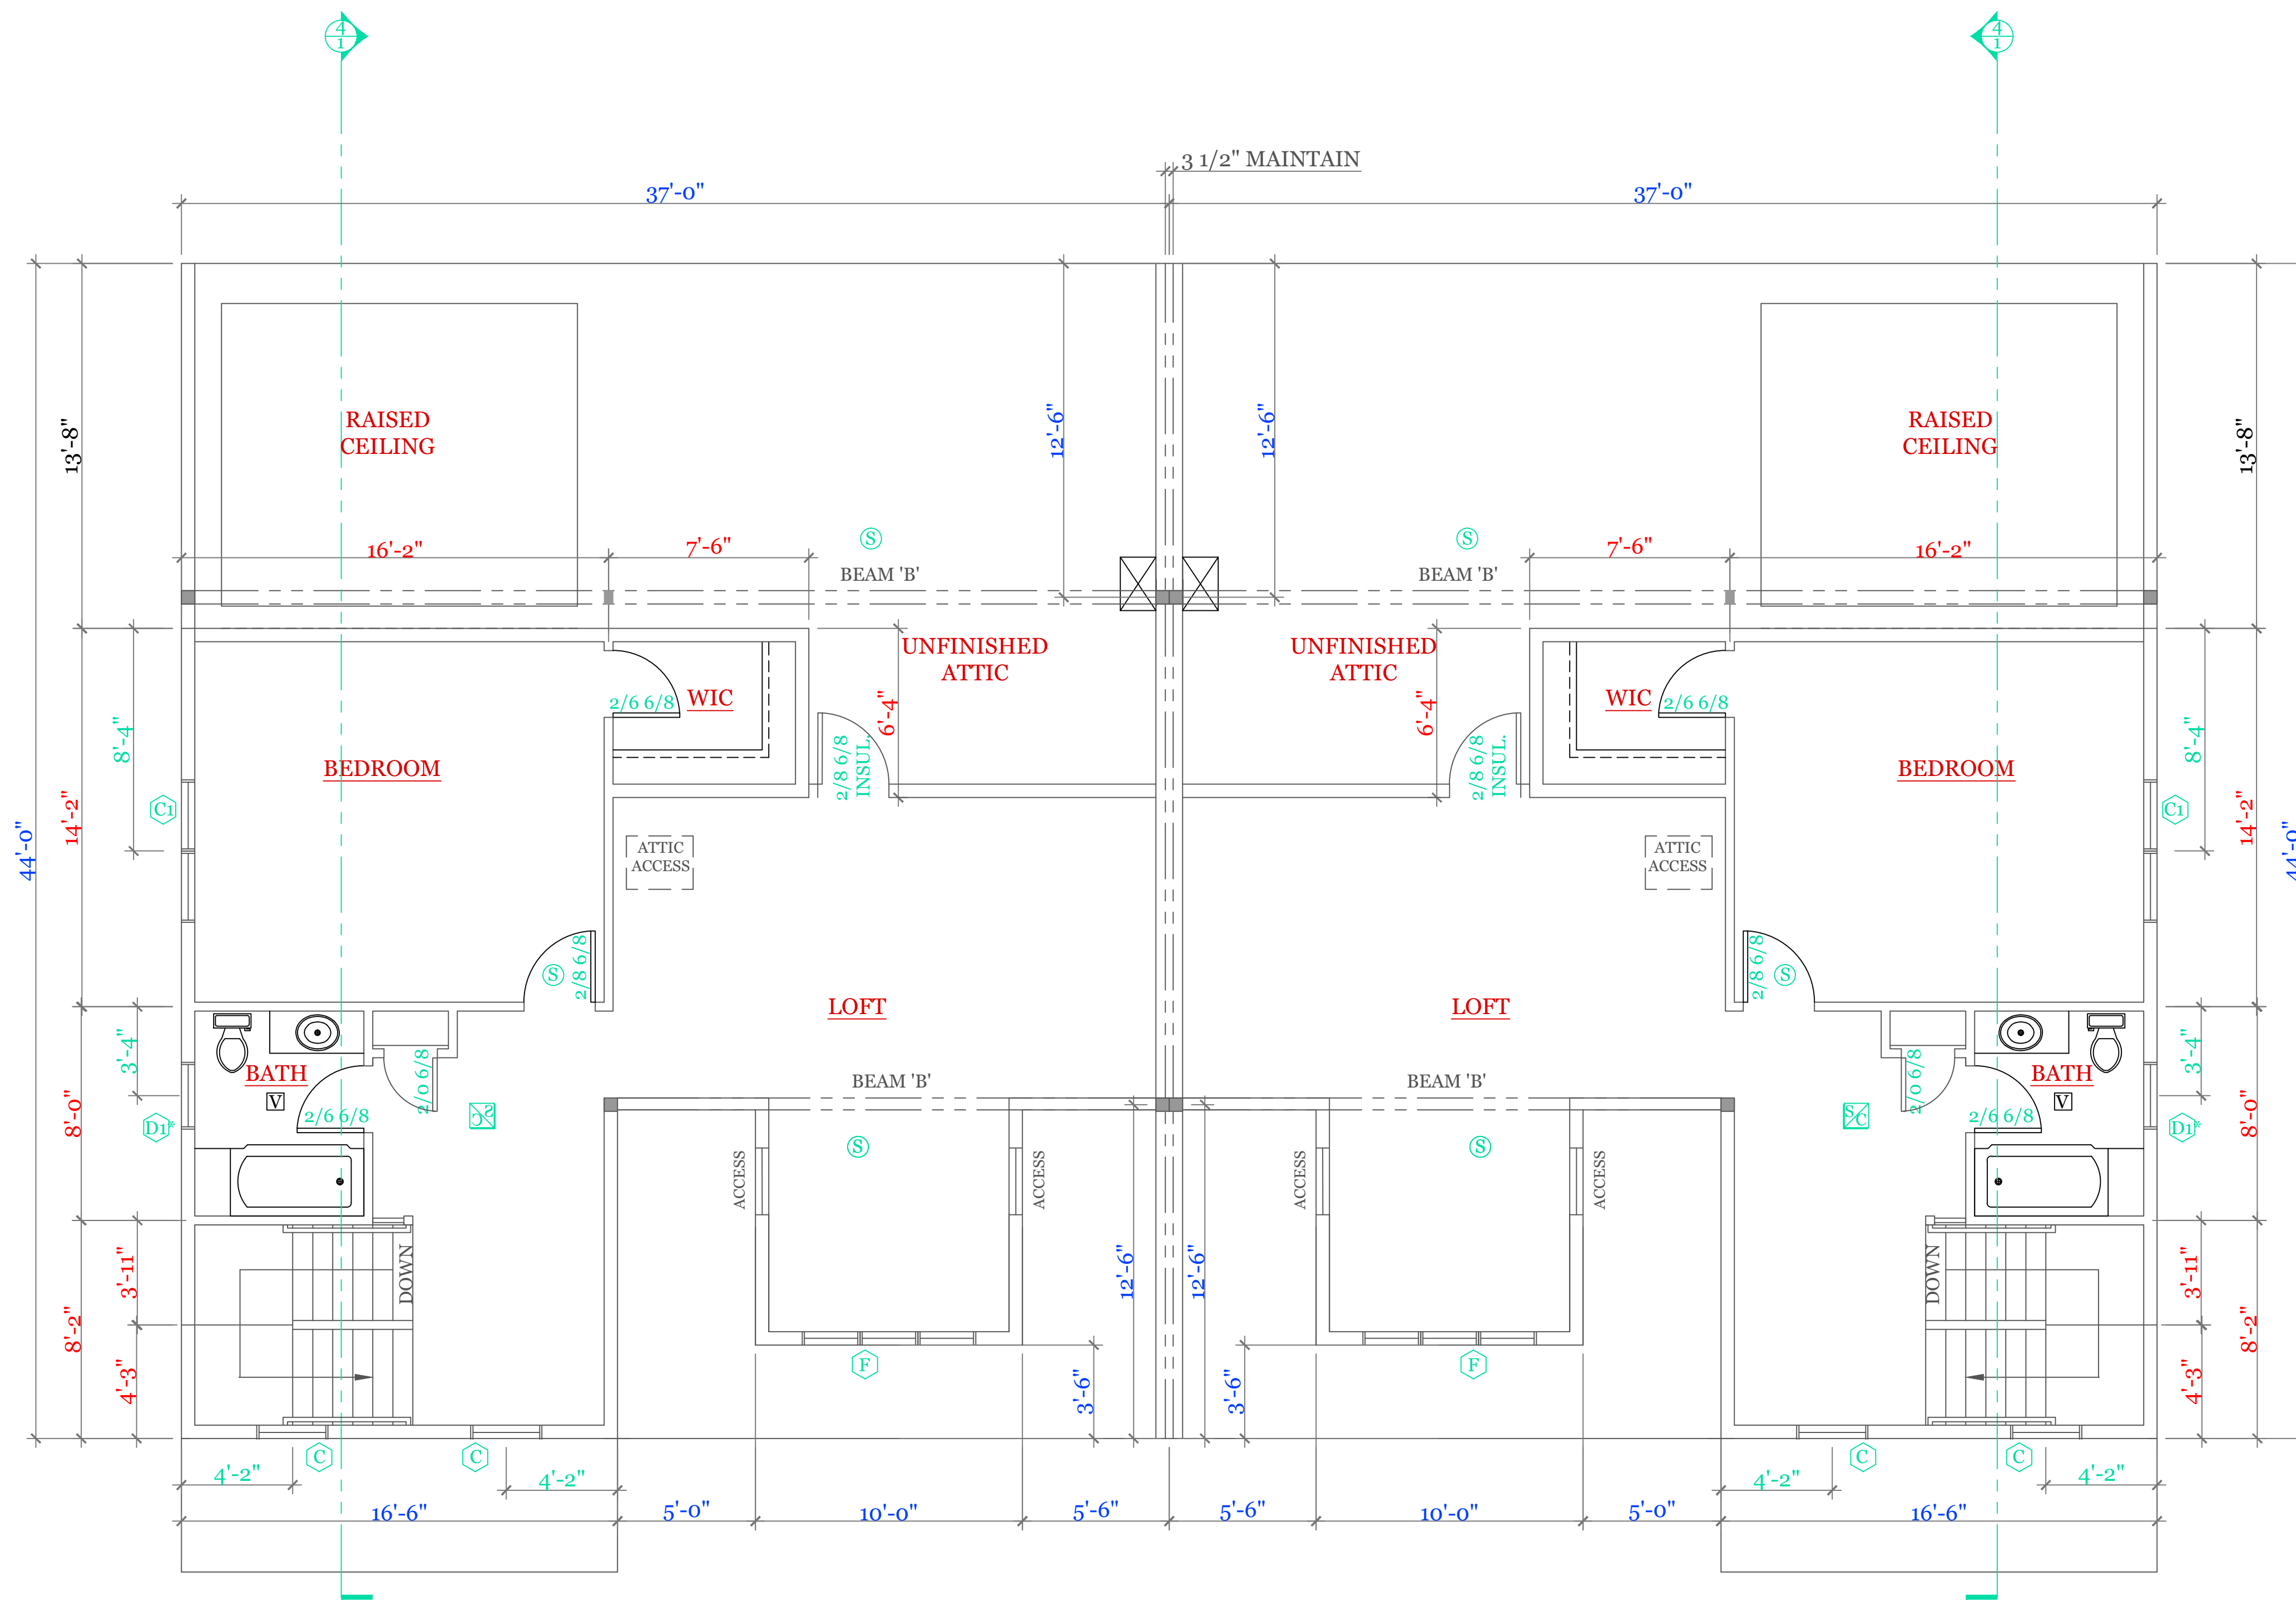 4
1
4
1
3 1/2" MAINTAIN
37'-0"
37'-0"
RAISED
CEILING
RAISED
CEILING
13'-8"
12'-6"
12'-6"
13'-8"
16'-2"
7'-6"
S
S
7'-6"
16'-2"
BEAM 'B'
BEAM 'B'
UNFINISHED
ATTIC
UNFINISHED
ATTIC
2/6 6/8
WIC
6'-4"
6'-4"
WIC
2/6 6/8
8'-4"
BEDROOM
2/8 6/8
INSUL.
2/8 6/8
INSUL.
BEDROOM
8'-4"
C1
C1
44'-0"
14'-2"
14'-2"
44'-0"
ATTIC
ACCESS
ATTIC
ACCESS
S
2/8 6/8
2/8 6/8
S
LOFT
LOFT
3'-4"
BATH
2/0 6/8
BEAM 'B'
BEAM 'B'
2/0 6/8
BATH
3'-4"
V
V
8'-0"
D1*
2/6 6/8
S/C
S/C
2/6 6/8
D1*
8'-0"
S
S
ACCESS
ACCESS
ACCESS
ACCESS
3'-11"
DOWN
12'-6"
12'-6"
DOWN
3'-11"
8'-2"
8'-2"
4'-3"
F
3'-6"
3'-6"
F
4'-3"
C
C
C
C
4'-2"
4'-2"
4'-2"
4'-2"
16'-6"
5'-0"
10'-0"
5'-6"
5'-6"
10'-0"
5'-0"
16'-6"